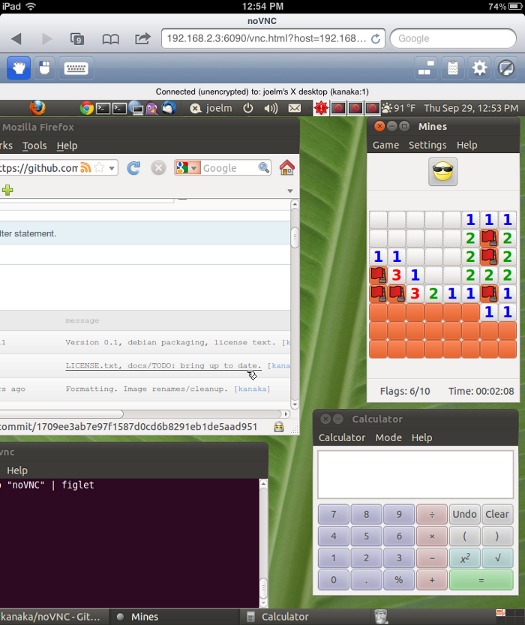 iPad 12:54 PM 74%
noVNC
9 192.168.2.3:6090/vnc.html?host=192.168... Google
Connected (unencrypted) to: joelm's X desktop (kanaka:1)
joelm 91 °F Thu Sep 29, 12:53 PM
Mozilla Firefox
rks Tools Help
ttps://github.com Google
lter statement.
message
1 Version 0.1, debian packaging, license text. [k
LICENSE.txt, docs/TODO: bring up to date. [kana
rs ago Formatting. Image renames/cleanup. [kanaka]
commit/1709ee3ab7e97f1587d0cd6b8291eb1de5aad951
Mines
Game Settings Help
1 1 1
2 2
1 1 2 2
3 1 2 2 2
3 2 1 1 1
1 1
Flags: 6/10 Time: 00:02:08
vnc
Help
o "noVNC" | figlet
Calculator
Calculator Mode Help
7 8 9 ÷ Undo Clear
4 5 6 × ( )
1 2 3 − x² √
0 . % + =
kanaka/noVNC - Git... Mines Calculator